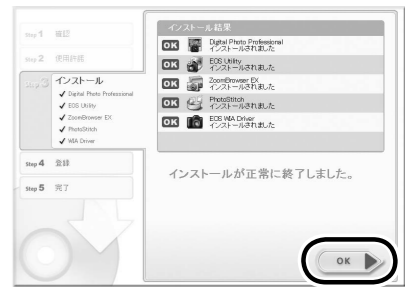 Step 1 確認
Step 2 使用許諾
Step 3 インストール
✔ Digital Photo Professional
✔ EOS Utility
✔ ZoomBrowser EX
✔ PhotoStitch
✔ WIA Driver
Step 4 登録
Step 5 完了
インストール結果
OK Digital Photo Professional
インストールされました
OK EOS Utility
インストールされました
OK ZoomBrowser EX
インストールされました
OK PhotoStitch
インストールされました
OK EOS WIA Driver
インストールされました
インストールが正常に終了しました。
OK